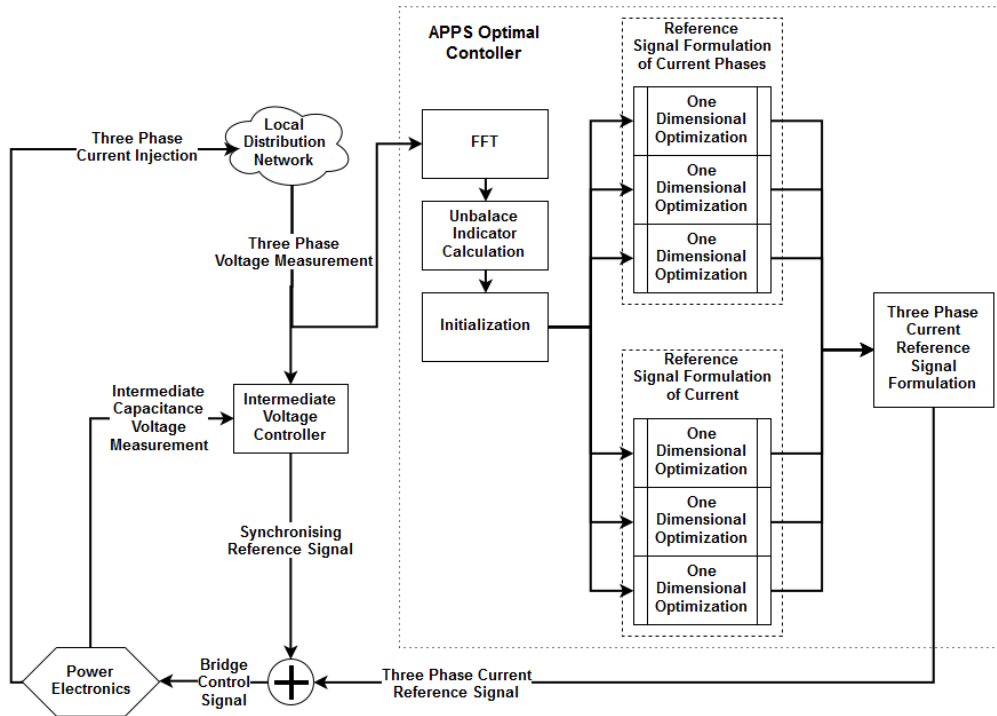 APPS Optimal
Contoller
Reference
Signal Formulation
of Current Phases
One
Dimensional
Optimization
One
Dimensional
Optimization
One
Dimensional
Optimization
FFT
Unbalace
Indicator
Calculation
Initialization
Three Phase
Current Injection
Local
Distribution
Network
Three Phase
Voltage Measurement
Three Phase
Current
Reference
Signal
Formulation
Reference
Signal Formulation
of Current
One
Dimensional
Optimization
One
Dimensional
Optimization
One
Dimensional
Optimization
Intermediate
Capacitance
Voltage
Measurement
Intermediate
Voltage
Controller
Synchronising
Reference Signal
Power
Electronics
Bridge
Control
Signal
Three Phase Current
Reference Signal